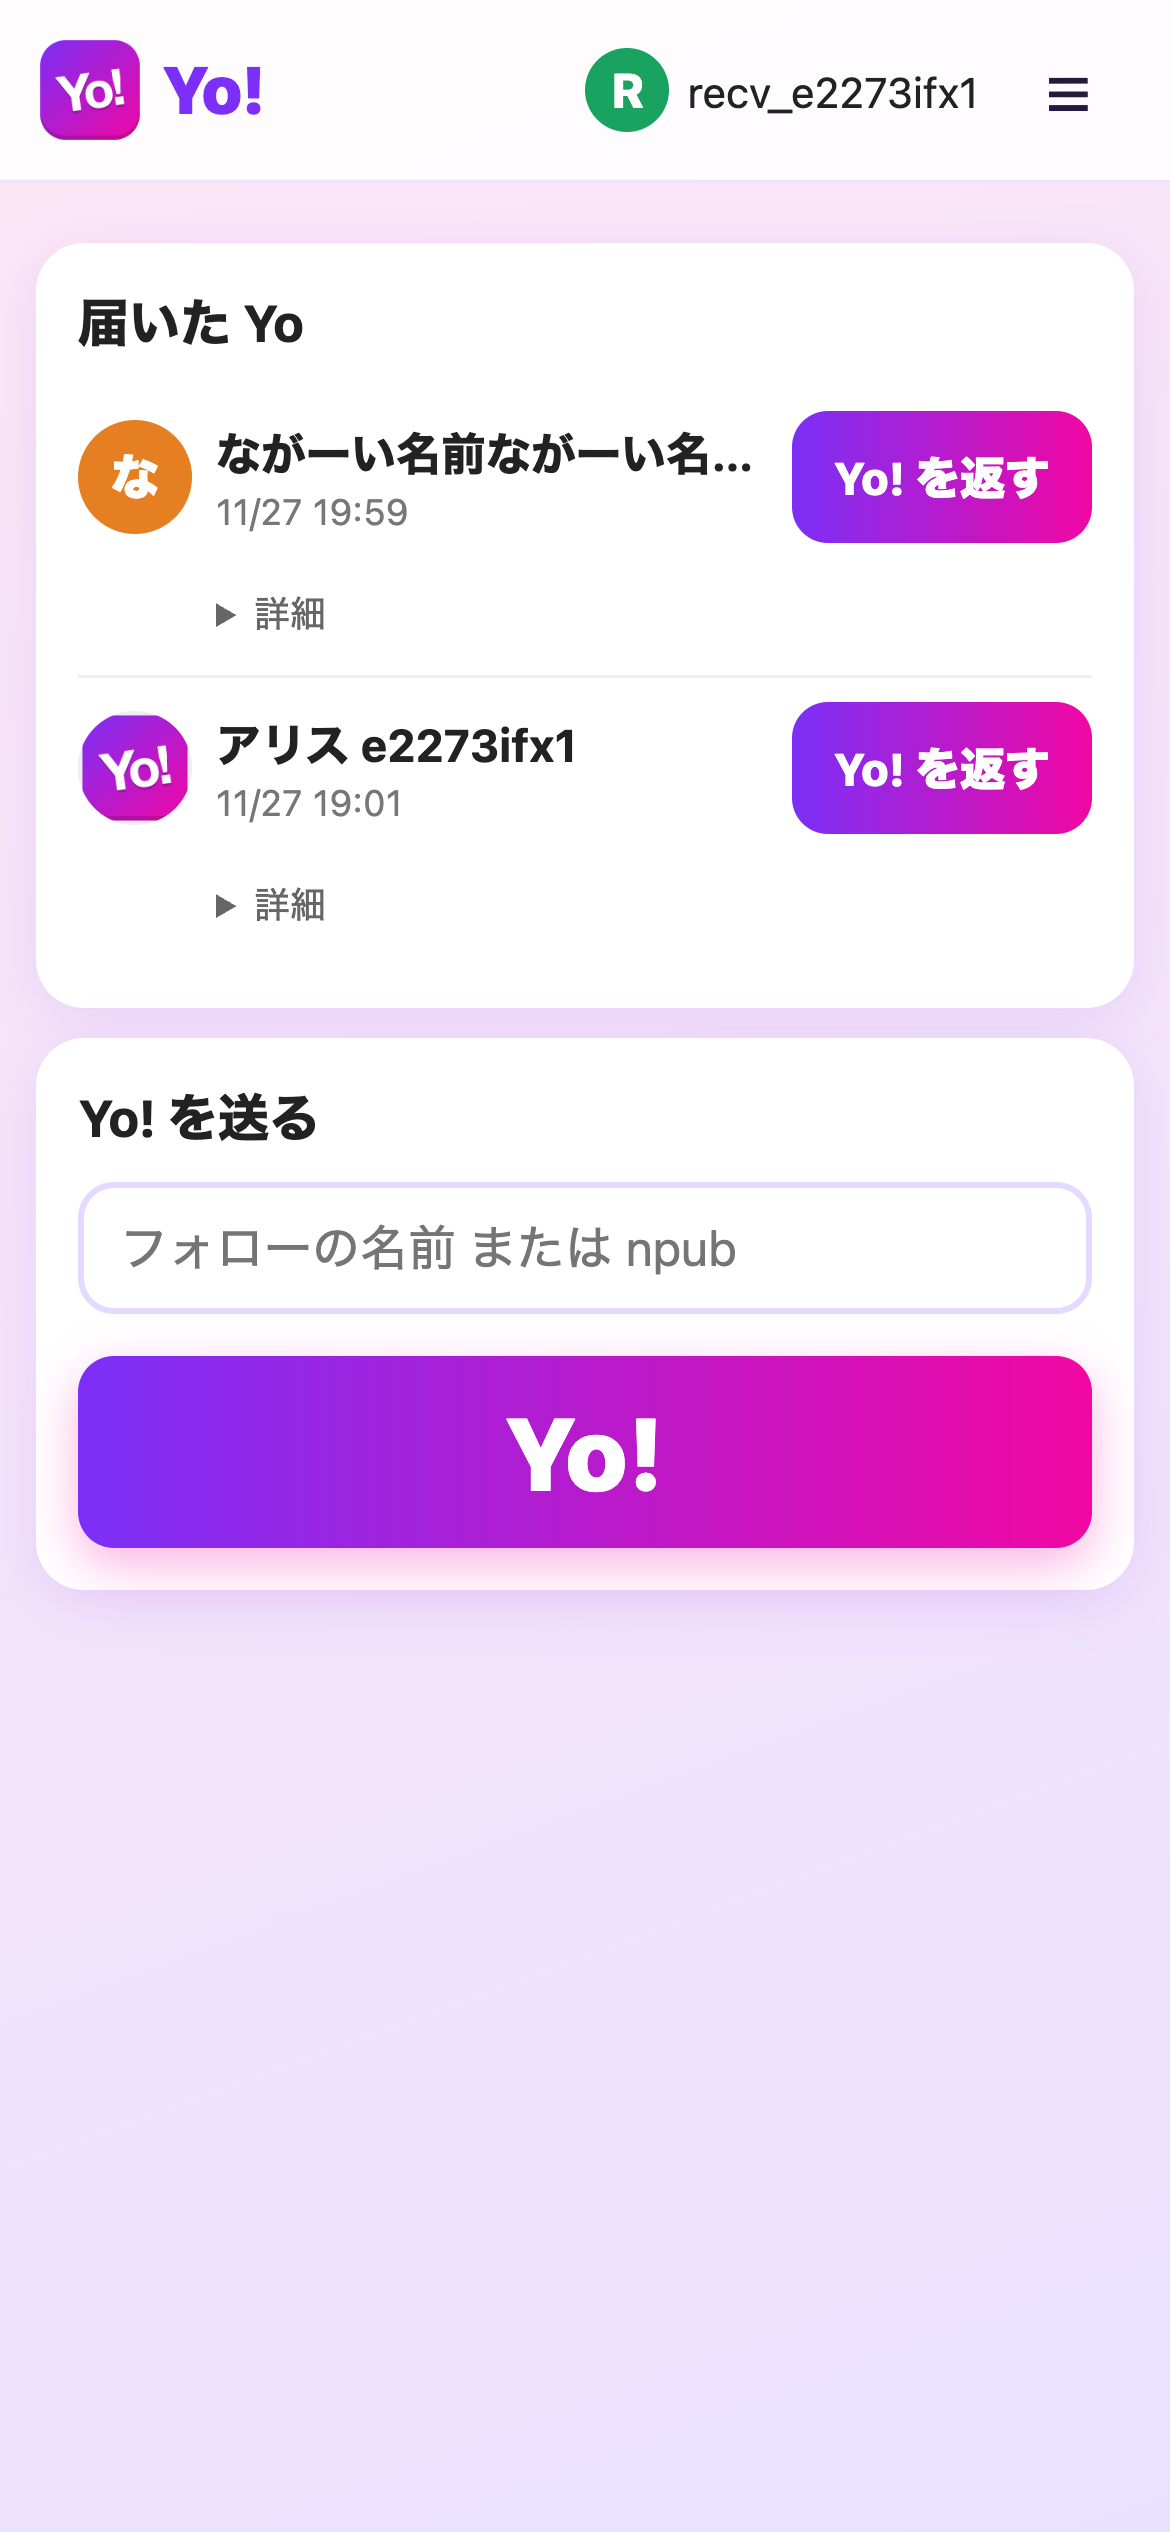 Yo! Yo! R recv_e2273ifx1
届いた Yo
な ながーい名前ながーい名... Yo! を返す
11/27 19:59
▶ 詳細
Yo! アリス e2273ifx1 Yo! を返す
11/27 19:01
▶ 詳細
Yo! を送る
フォローの名前 または npub
Yo!